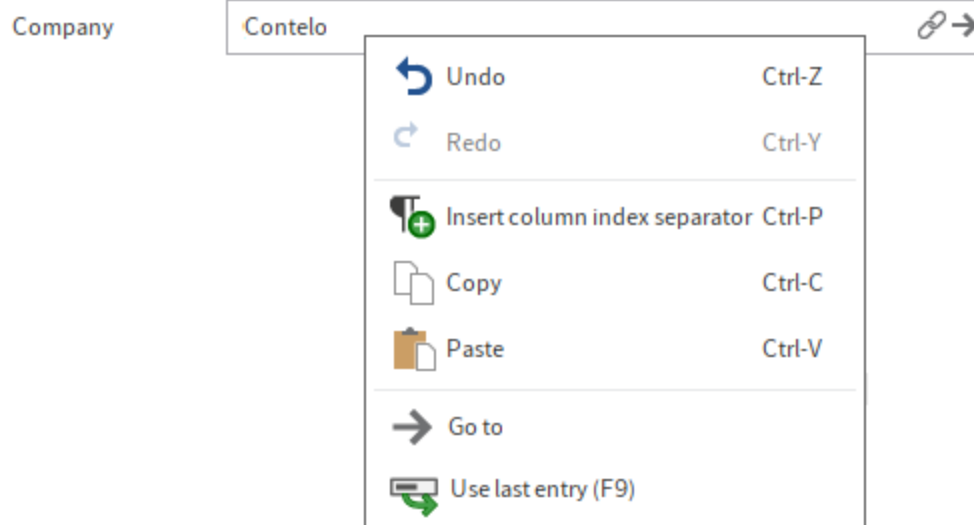 Company Contelo
Undo Ctrl-Z
Redo Ctrl-Y
Insert column index separator Ctrl-P
Copy Ctrl-C
Paste Ctrl-V
Go to
Use last entry (F9)